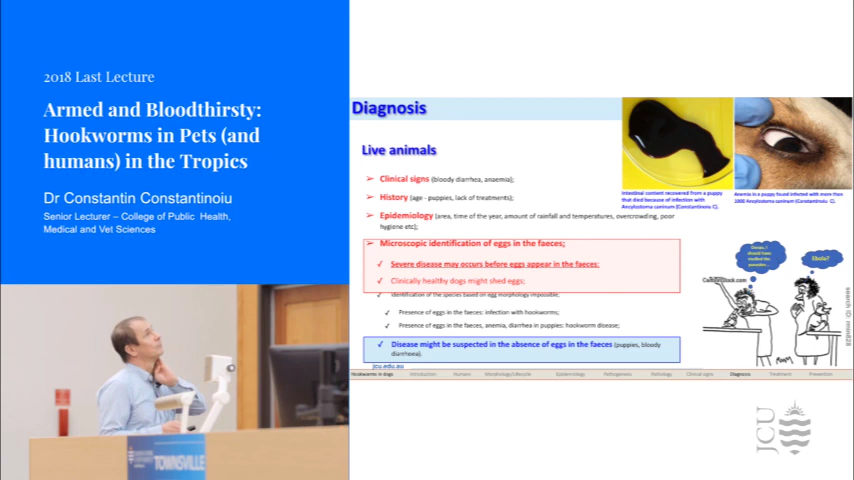 2018 Last Lecture
Armed and Bloodthirsty:
Hookworms in Pets (and
humans) in the Tropics
Dr Constantin Constantinoiu
Senior Lecturer – College of Public Health,
Medical and Vet Sciences
TOWNSVILLE
Diagnosis
Live animals
➢ Clinical signs (bloody diarrhea, anaemia);
➢ History (age - puppies, lack of treatments);
➢ Epidemiology (area, time of the year, amount of rainfall and temperatures, overcrowding, poor
hygiene etc);
➢ Microscopic identification of eggs in the faeces;
✓ Severe disease may occurs before eggs appear in the faeces;
✓ Clinically healthy dogs might shed eggs;
✓ Identification of the species based on egg morphology impossible;
✓ Presence of eggs in the faeces: infection with hookworms;
✓ Presence of eggs in the faeces, anemia, diarrhea in puppies: hookworm disease;
✓ Disease might be suspected in the absence of eggs in the faeces (puppies, bloody
diarrhoea).
jcu.edu.au
Intestinal content recovered from a puppy
that died because of infection with
Ancylostoma caninum (Constantinoiu C).
Anemia in a puppy found infected with more than
1000 Ancylostoma caninum (Constantinoiu C).
Ooops, I
should have
studied the
parasites...
Ebola?
CartoonStock.com
Hookworms in dogs Introduction Humans Morphology/Lifecycle Epidemiology Pathogenesis Pathology Clinical signs Diagnosis Treatment Prevention
JCU